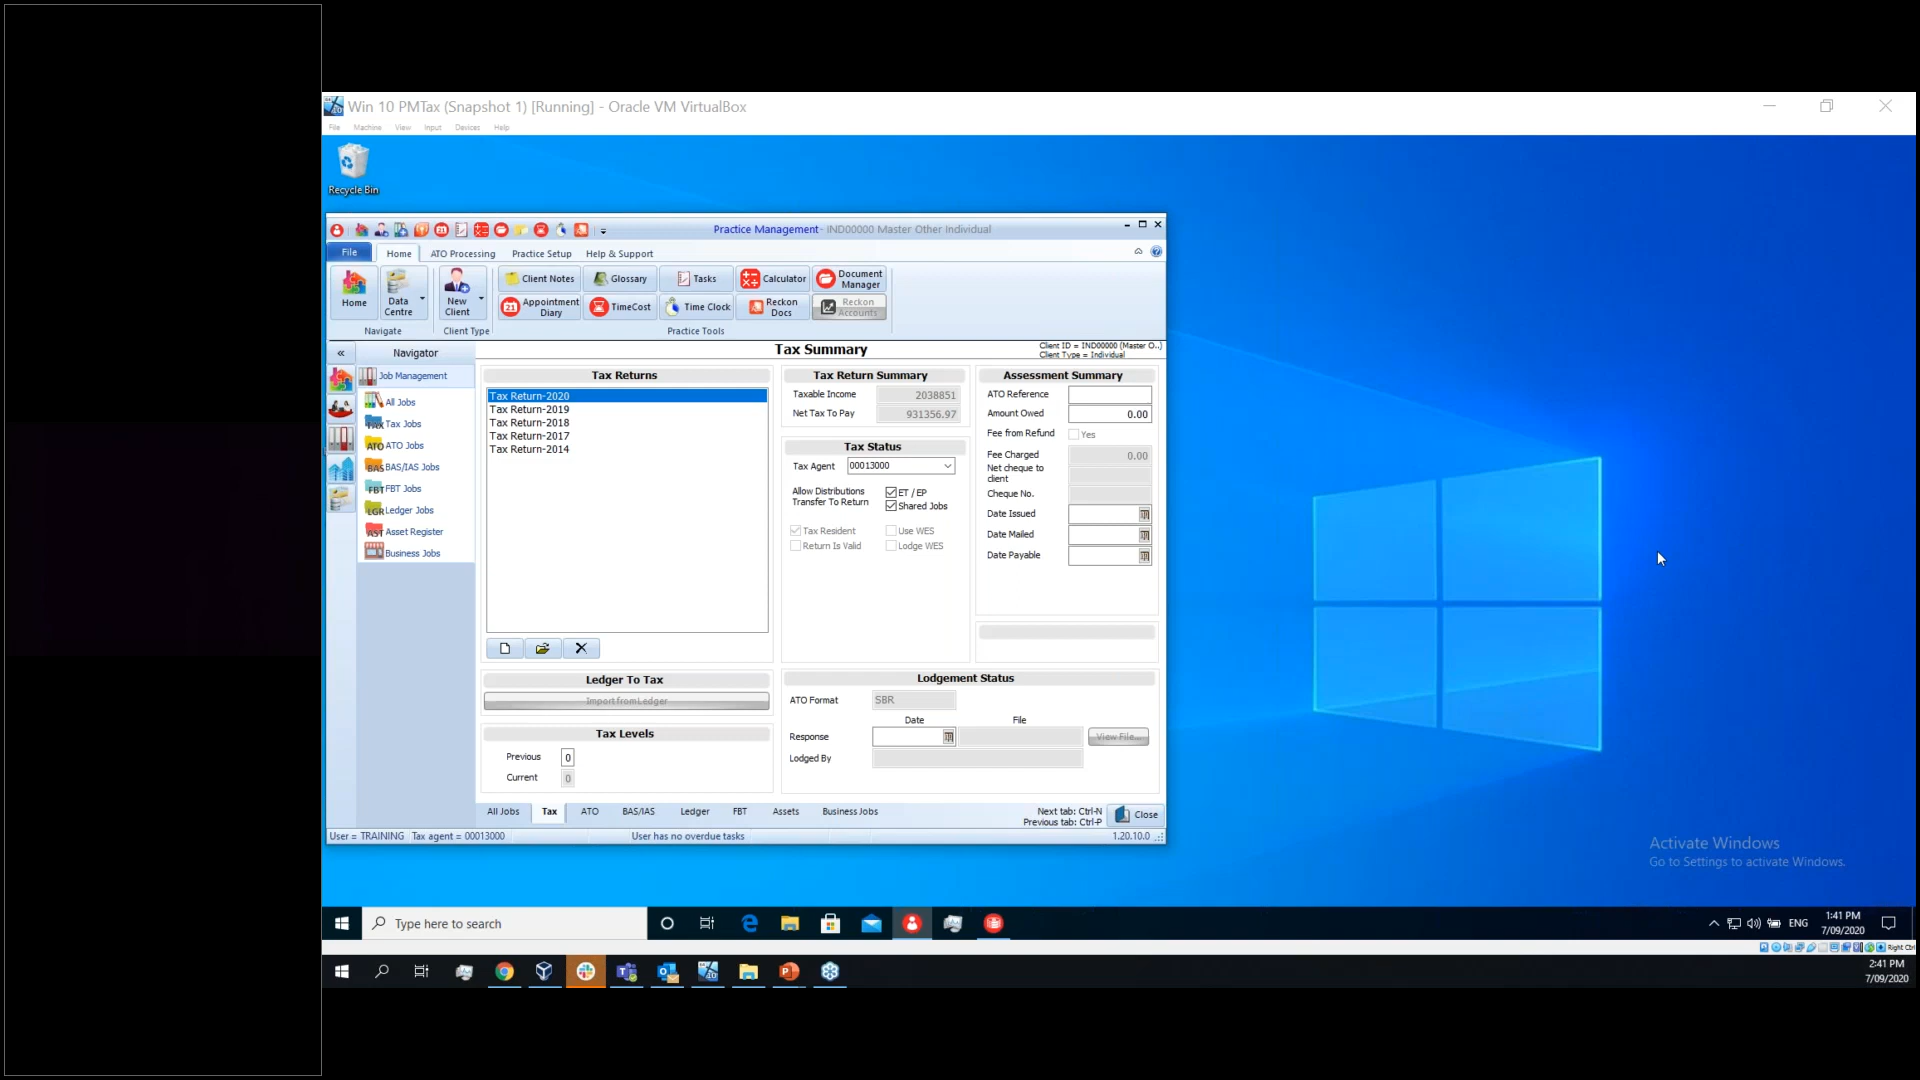 Win 10 PMTax (Snapshot 1) [Running] - Oracle VM VirtualBox
File Machine View Input Devices Help
Recycle Bin
Practice Management- IND00000 Master Other Individual
File Home ATO Processing Practice Setup Help & Support
Home
Data Centre
New Client
Client Notes
Glossary
Tasks
Calculator
Document Manager
Appointment Diary
TimeCost
Time Clock
Reckon Docs
Reckon Accounts
Navigate
Client Type
Practice Tools
Navigator
Job Management
All Jobs
Tax Jobs
ATO ATO Jobs
BAS BAS/IAS Jobs
FBT FBT Jobs
LGR Ledger Jobs
AST Asset Register
Business Jobs
Tax Summary
Client ID = IND00000 (Master O..)
Client Type = Individual
Tax Returns
Tax Return-2020
Tax Return-2019
Tax Return-2018
Tax Return-2017
Tax Return-2014
Ledger To Tax
Import from Ledger
Tax Levels
Previous 0
Current 0
Tax Return Summary
Taxable Income 2038851
Net Tax To Pay 931356.97
Tax Status
Tax Agent 00013000
Allow Distributions
Transfer To Return
ET / EP
Shared Jobs
Tax Resident Use WES
Return Is Valid Lodge WES
Assessment Summary
ATO Reference
Amount Owed 0.00
Fee from Refund Yes
Fee Charged 0.00
Net cheque to
client
Cheque No.
Date Issued
Date Mailed
Date Payable
Lodgement Status
ATO Format SBR
Date File
Response View File...
Lodged By
All Jobs Tax ATO BAS/IAS Ledger FBT Assets Business Jobs
Next tab: Ctrl-N
Previous tab: Ctrl-P
Close
User = TRAINING Tax agent = 00013000 User has no overdue tasks 1.20.10.0
Activate Windows
Go to Settings to activate Windows.
Type here to search
ENG
1:41 PM
7/09/2020
Right Ctrl
2:41 PM
7/09/2020